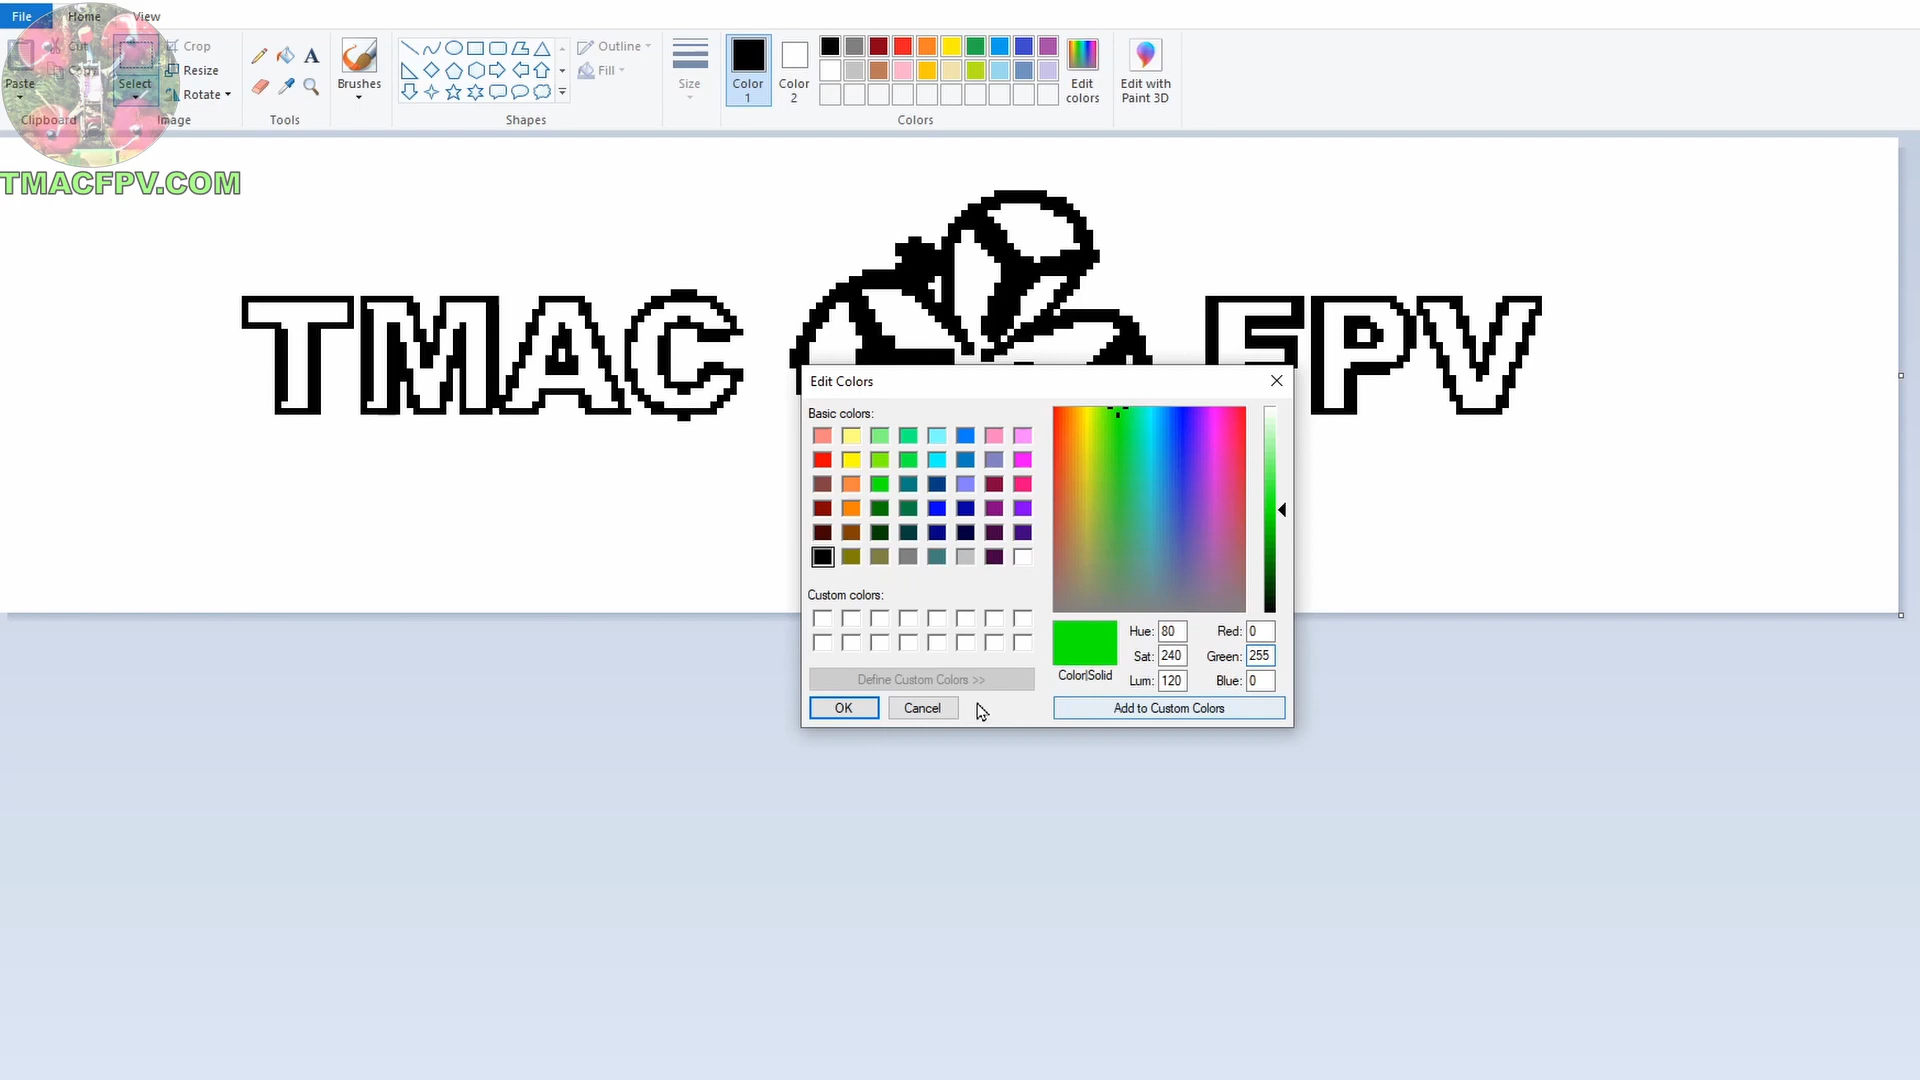 File Home View
Cut
Copy
Paste
Select
Crop
Resize
Rotate
A
Brushes
Outline
Fill
Size
Color 1
Color 2
Edit colors
Edit with Paint 3D
Clipboard
Image
Tools
Shapes
Colors
TMACFPV.COM
TMAC FPV
Edit Colors
Basic colors:
Custom colors:
Define Custom Colors >>
OK Cancel
Color|Solid
Hue: 80 Red: 0
Sat: 240 Green: 255
Lum: 120 Blue: 0
Add to Custom Colors